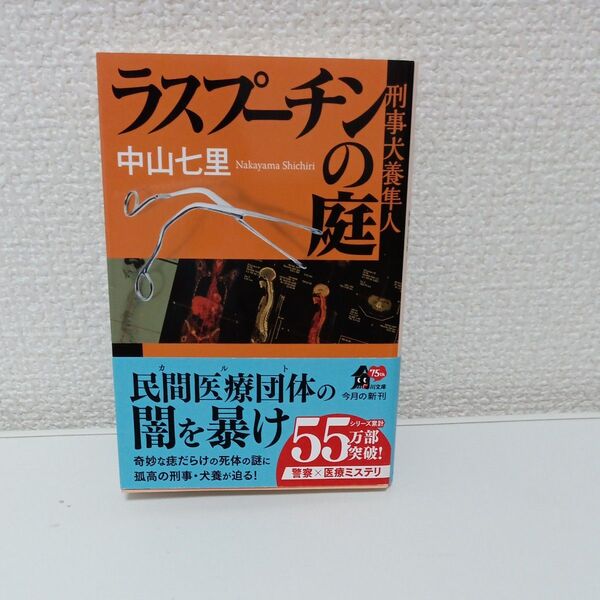 ラスプーチンの庭
刑事犬養隼人
中山七里
Nakayama Shichiri
カルト
民間医療団体の
闇を暴け
奇妙な痣だらけの死体の謎に
孤高の刑事・犬養が迫る!
75th
川文庫
今月の新刊
シリーズ累計
55万部
突破!
警察×医療ミステリ